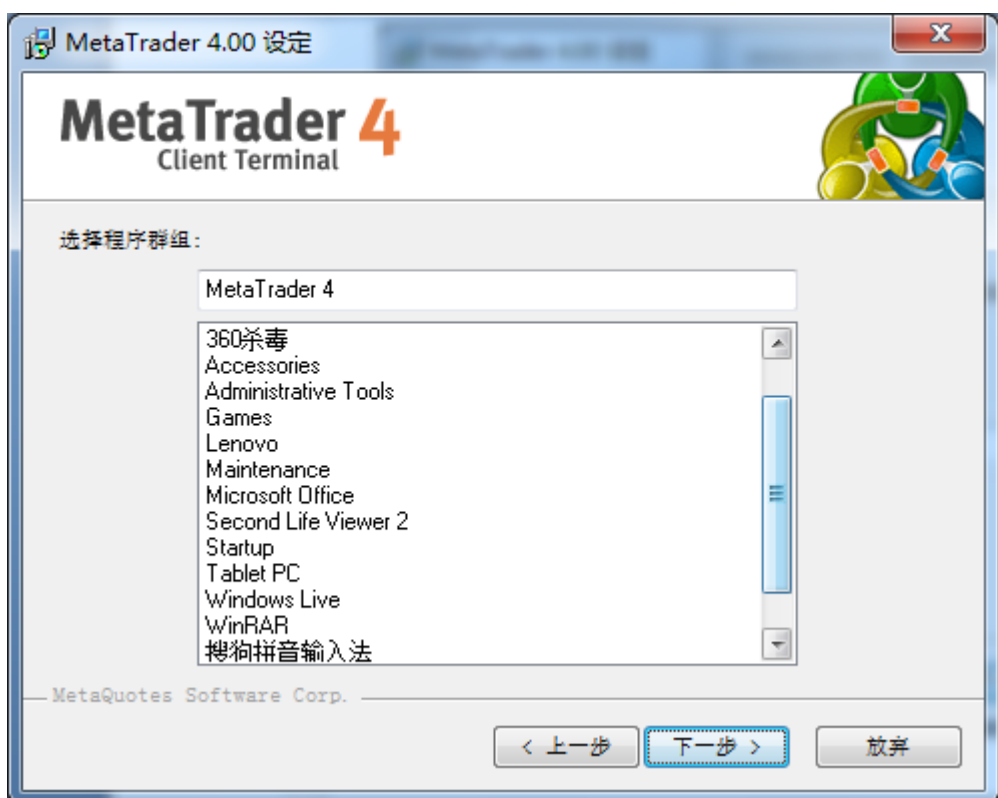 MetaTrader 4.00 设定
MetaTrader 4
Client Terminal
选择程序群组:
MetaTrader 4
360杀毒
Accessories
Administrative Tools
Games
Lenovo
Maintenance
Microsoft Office
Second Life Viewer 2
Startup
Tablet PC
Windows Live
WinRAR
搜狗拼音输入法
MetaQuotes Software Corp.
< 上一步 下一步 > 放弃